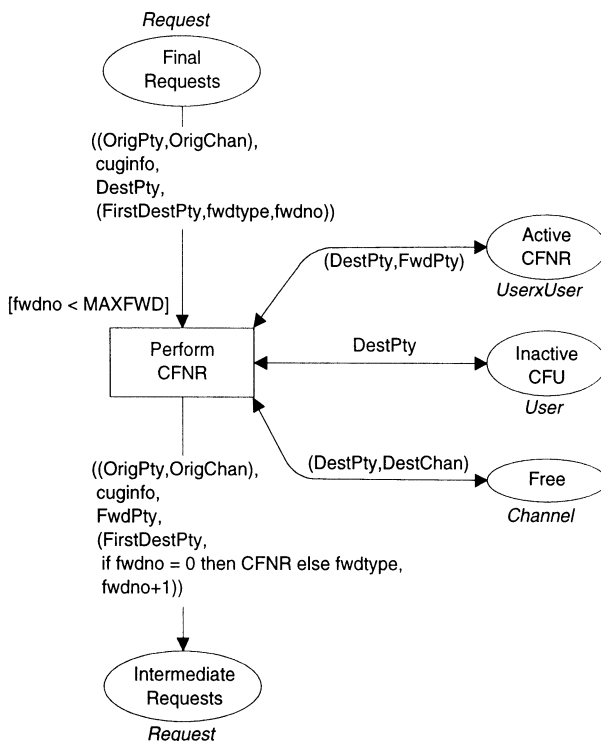 Request
Final
Requests
((OrigPty,OrigChan),
cuginfo,
DestPty,
(FirstDestPty,fwdtype,fwdno))
[fwdno < MAXFWD]
Perform
CFNR
(DestPty,FwdPty)
Active
CFNR
UserxUser
DestPty
Inactive
CFU
User
(DestPty,DestChan)
Free
Channel
((OrigPty,OrigChan),
cuginfo,
FwdPty,
(FirstDestPty,
if fwdno = 0 then CFNR else fwdtype,
fwdno+1))
Intermediate
Requests
Request